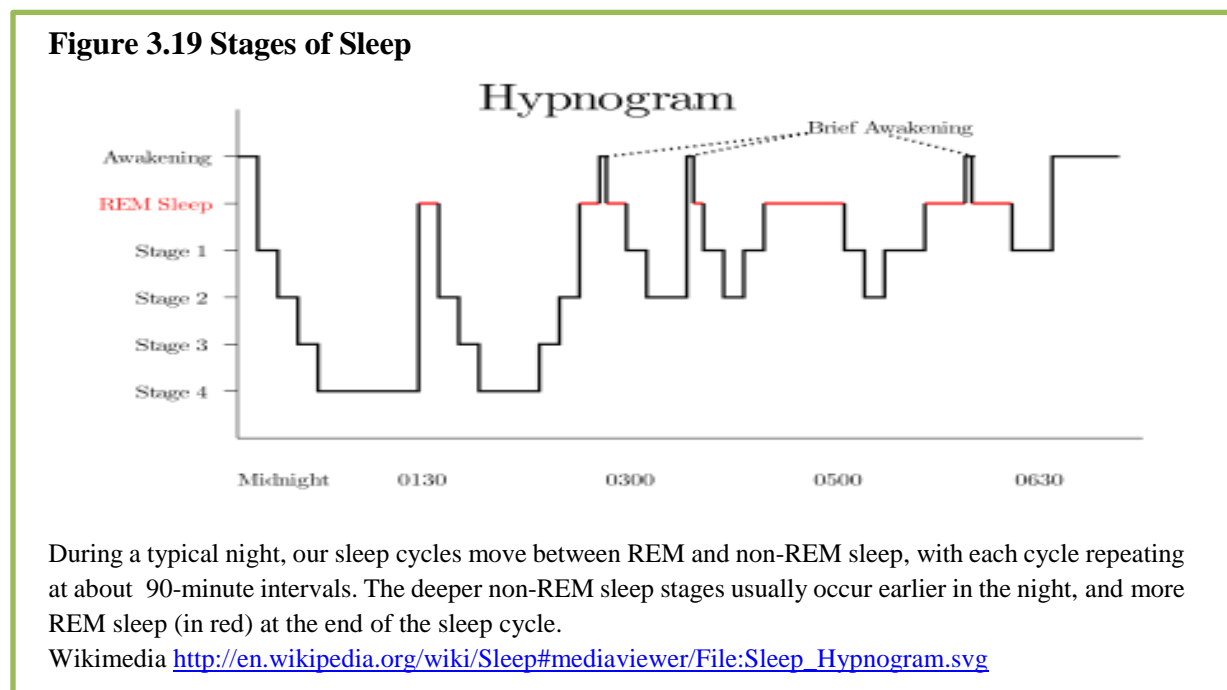 Figure 3.19 Stages of Sleep
Hypnogram
Brief Awakening
Awakening
REM Sleep
Stage 1
Stage 2
Stage 3
Stage 4
Midnight 0130 0300 0500 0630
During a typical night, our sleep cycles move between REM and non-REM sleep, with each cycle repeating
at about 90-minute intervals. The deeper non-REM sleep stages usually occur earlier in the night, and more
REM sleep (in red) at the end of the sleep cycle.
Wikimedia http://en.wikipedia.org/wiki/Sleep#mediaviewer/File:Sleep_Hypnogram.svg